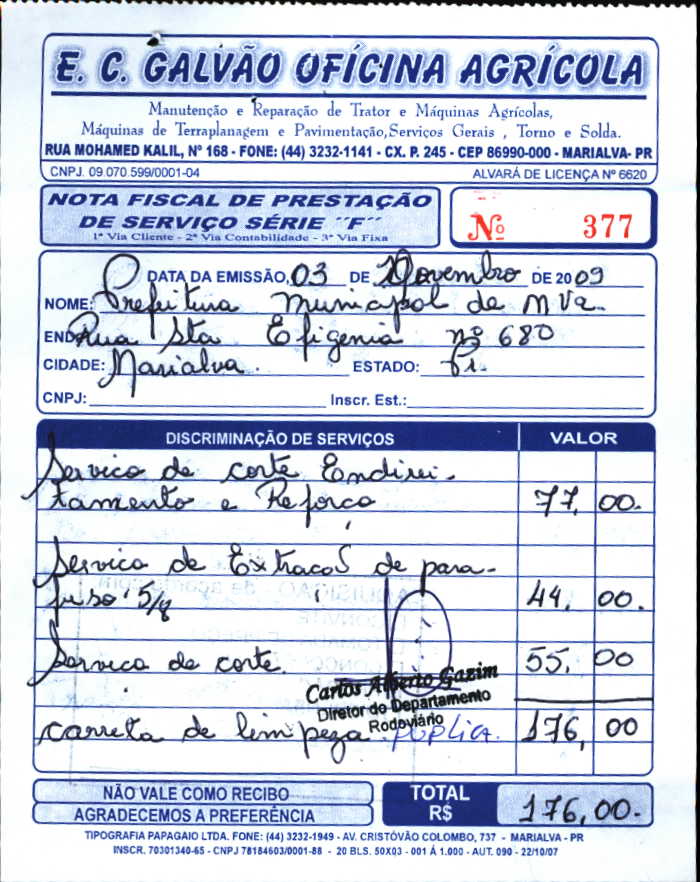 E. C. GALVÃO OFÍCINA AGRÍCOLA
Manutenção e Reparação de Trator e Máquinas Agrícolas,
Máquinas de Terraplanagem e Pavimentação,Serviços Gerais , Torno e Solda.
RUA MOHAMED KALIL, Nº 168 - FONE: (44) 3232-1141 - CX. P. 245 - CEP 86990-000 - MARIALVA- PR
CNPJ. 09.070.599/0001-04 ALVARÁ DE LICENÇA Nº 6620
NOTA FISCAL DE PRESTAÇÃO
DE SERVIÇO SÉRIE "F"
1ª Via Cliente - 2ª Via Contabilidade - 3ª Via Fixa
Nº 377
DATA DA EMISSÃO, 03 DE Novembro DE 2009
NOME: Prefeitura Municipal de Mva.
END. Rua Sta Efigenia nº 680
CIDADE: Marialva. ESTADO: Pr.
CNPJ: Inscr. Est.:
DISCRIMINAÇÃO DE SERVIÇOS VALOR
Servico de corte Endirei-
tamento e Reforço 77,00.
Servico de Extracaõ de para-
fuso 5/8 44,00.
Servico de corte. 55,00
Carlos Alberto Gazim
Diretor do Departamento
Rodoviário
carreta de limpeza PÚBLICA. 176,00
NÃO VALE COMO RECIBO
AGRADECEMOS A PREFERÊNCIA
TOTAL
R$ 176,00.
TIPOGRAFIA PAPAGAIO LTDA. FONE: (44) 3232-1949 - AV. CRISTÓVÃO COLOMBO, 737 - MARIALVA - PR
INSCR. 70301340-65 - CNPJ 78184603/0001-88 - 20 BLS. 50X03 - 001 Á 1.000 - AUT. 090 - 22/10/07